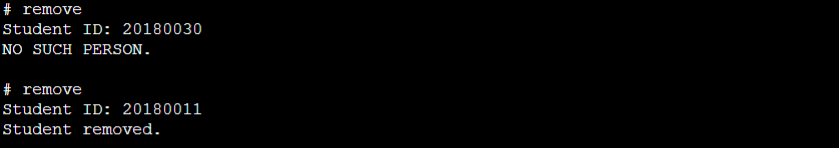 # remove
Student ID: 20180030
NO SUCH PERSON.
# remove
Student ID: 20180011
Student removed.